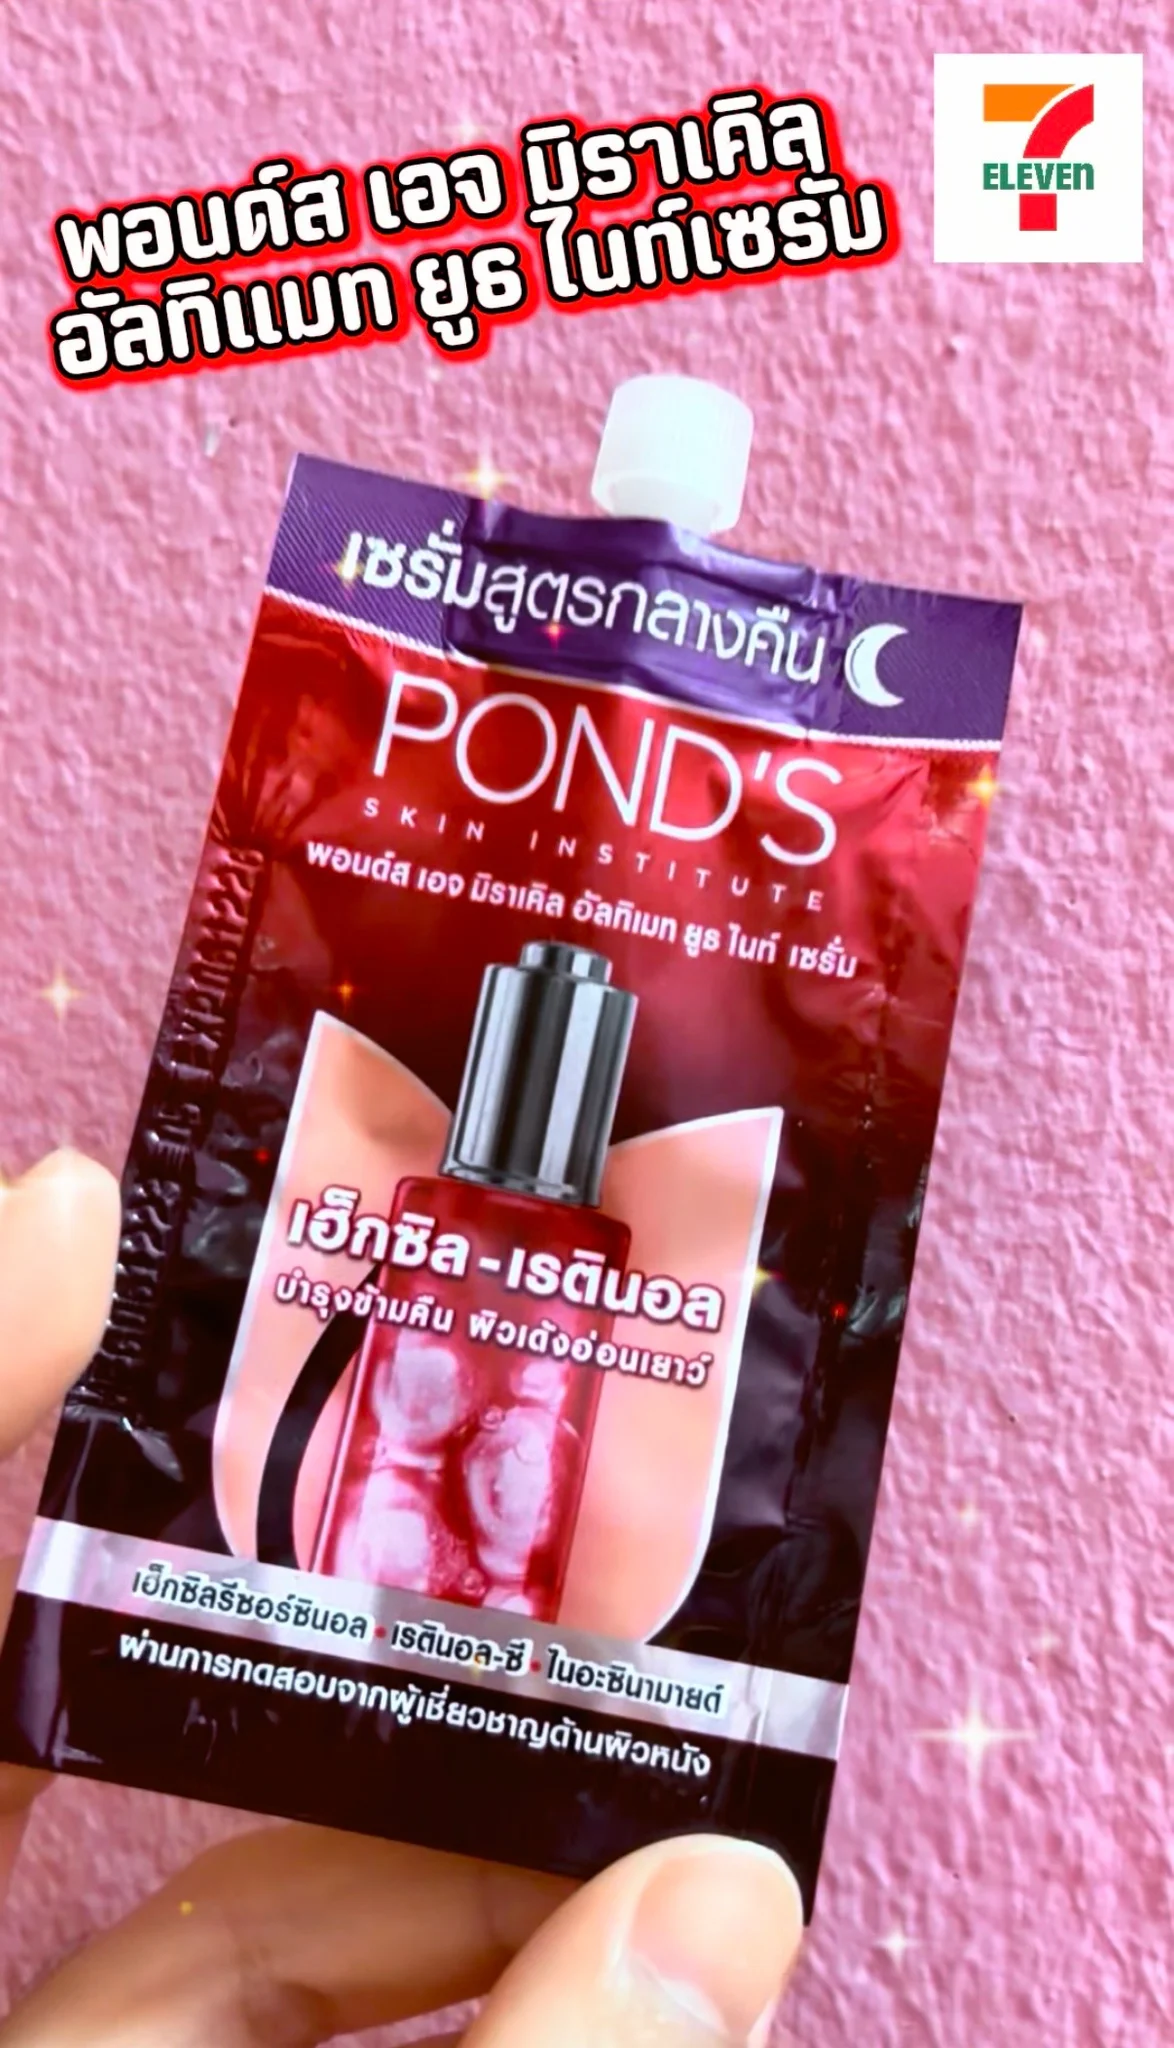 พอนด์ส เอจ มิราเคิล
อัลทิแมท ยูธ ไนท์เซรั่ม
7
ELEVEN
เซรั่มสูตรกลางคืน
POND'S
SKIN INSTITUTE
พอนด์ส เอจ มิราเคิล อัลทิเมท ยูธ ไนท์ เซรั่ม
เฮ็กซิล-เรตินอล
บำรุงข้ามคืน ผิวเด้งอ่อนเยาว์
เฮ็กซิลรีซอร์ซินอล • เรตินอล-ซี • ไนอะซินามายด์
ผ่านการทดสอบจากผู้เชี่ยวชาญด้านผิวหนัง